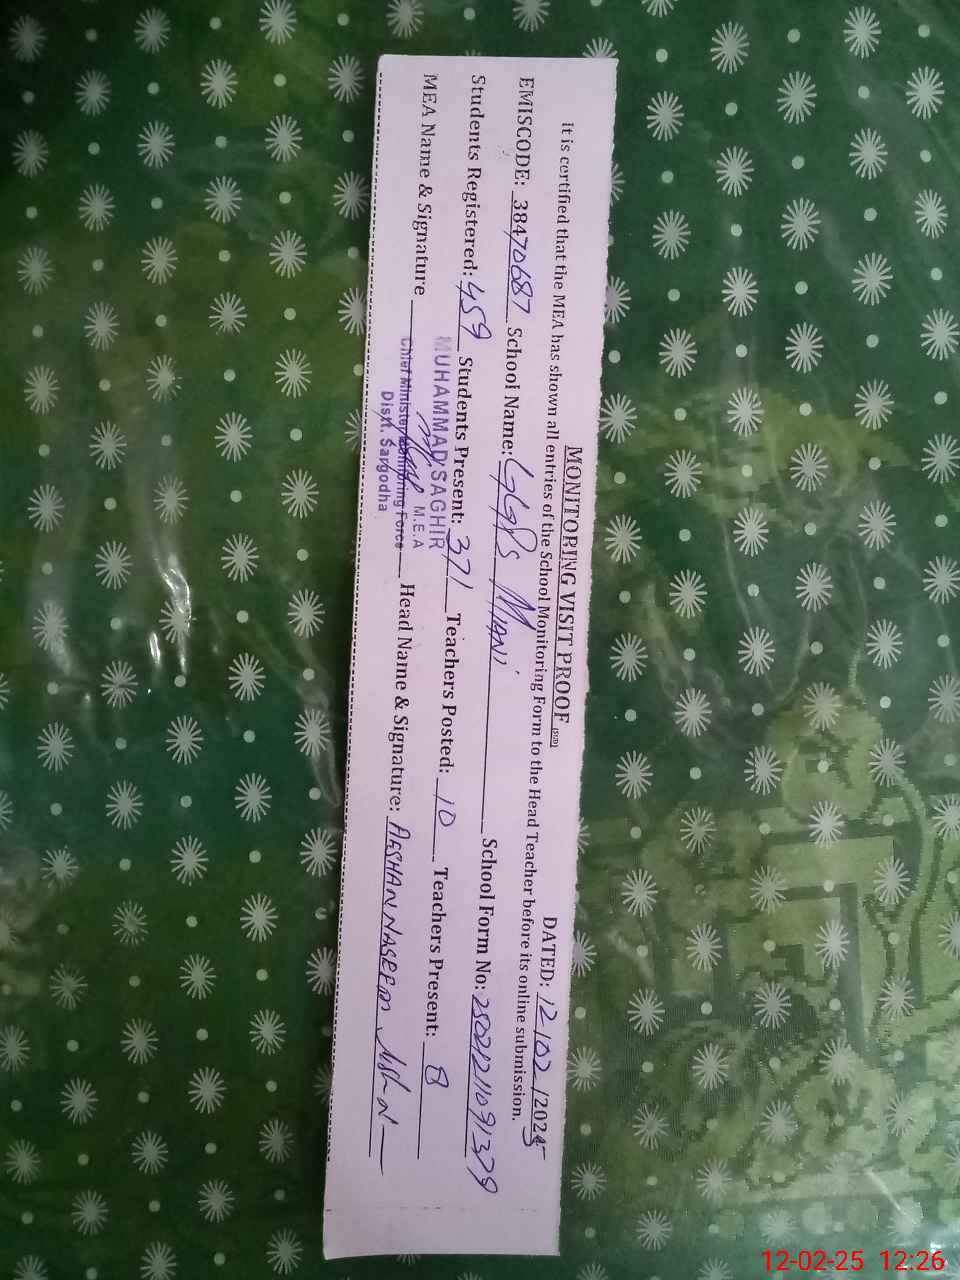 MONITORING VISIT PROOF (SED)
DATED: 12/02/2025
It is certified that the MEA has shown all entries of the School Monitoring Form to the Head Teacher before its online submission.
EMISCODE: 38470687 School Name: GGPS MIANI School Form No: 2502121091379
Students Registered: 459 Students Present: 371 Teachers Posted: 10 Teachers Present: 8
MUHAMMAD SAGHIR
M.E.A
MEA Name & Signature Head Name & Signature: ARSHAN NASEEM
Chief Minister Monitoring Force
Distt. Sargodha
12-02-25 12:26